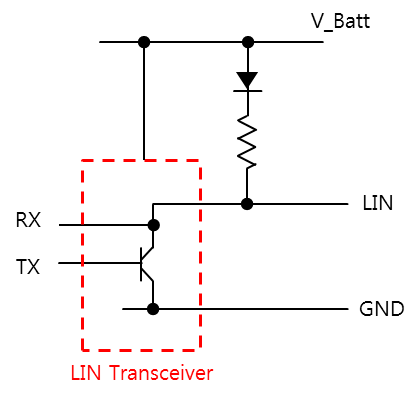 V_Batt
LIN
RX
TX
GND
LIN Transceiver